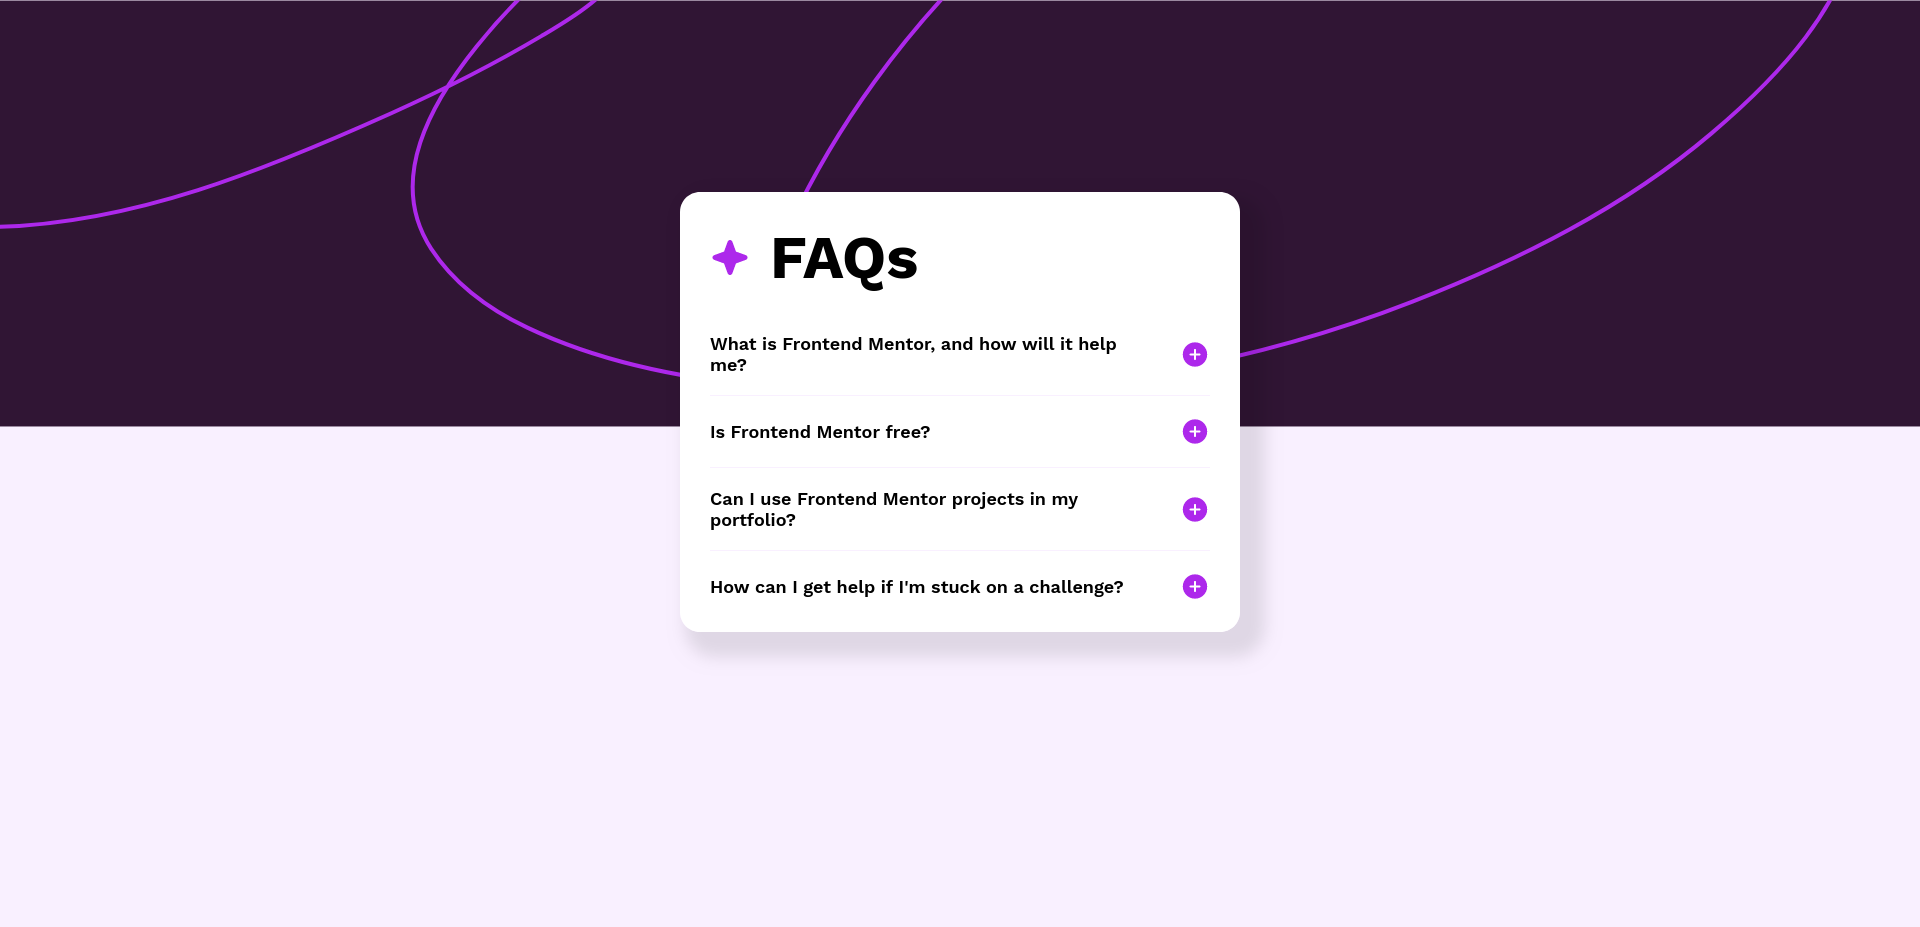 FAQs
What is Frontend Mentor, and how will it help
me?
Is Frontend Mentor free?
Can I use Frontend Mentor projects in my
portfolio?
How can I get help if I'm stuck on a challenge?